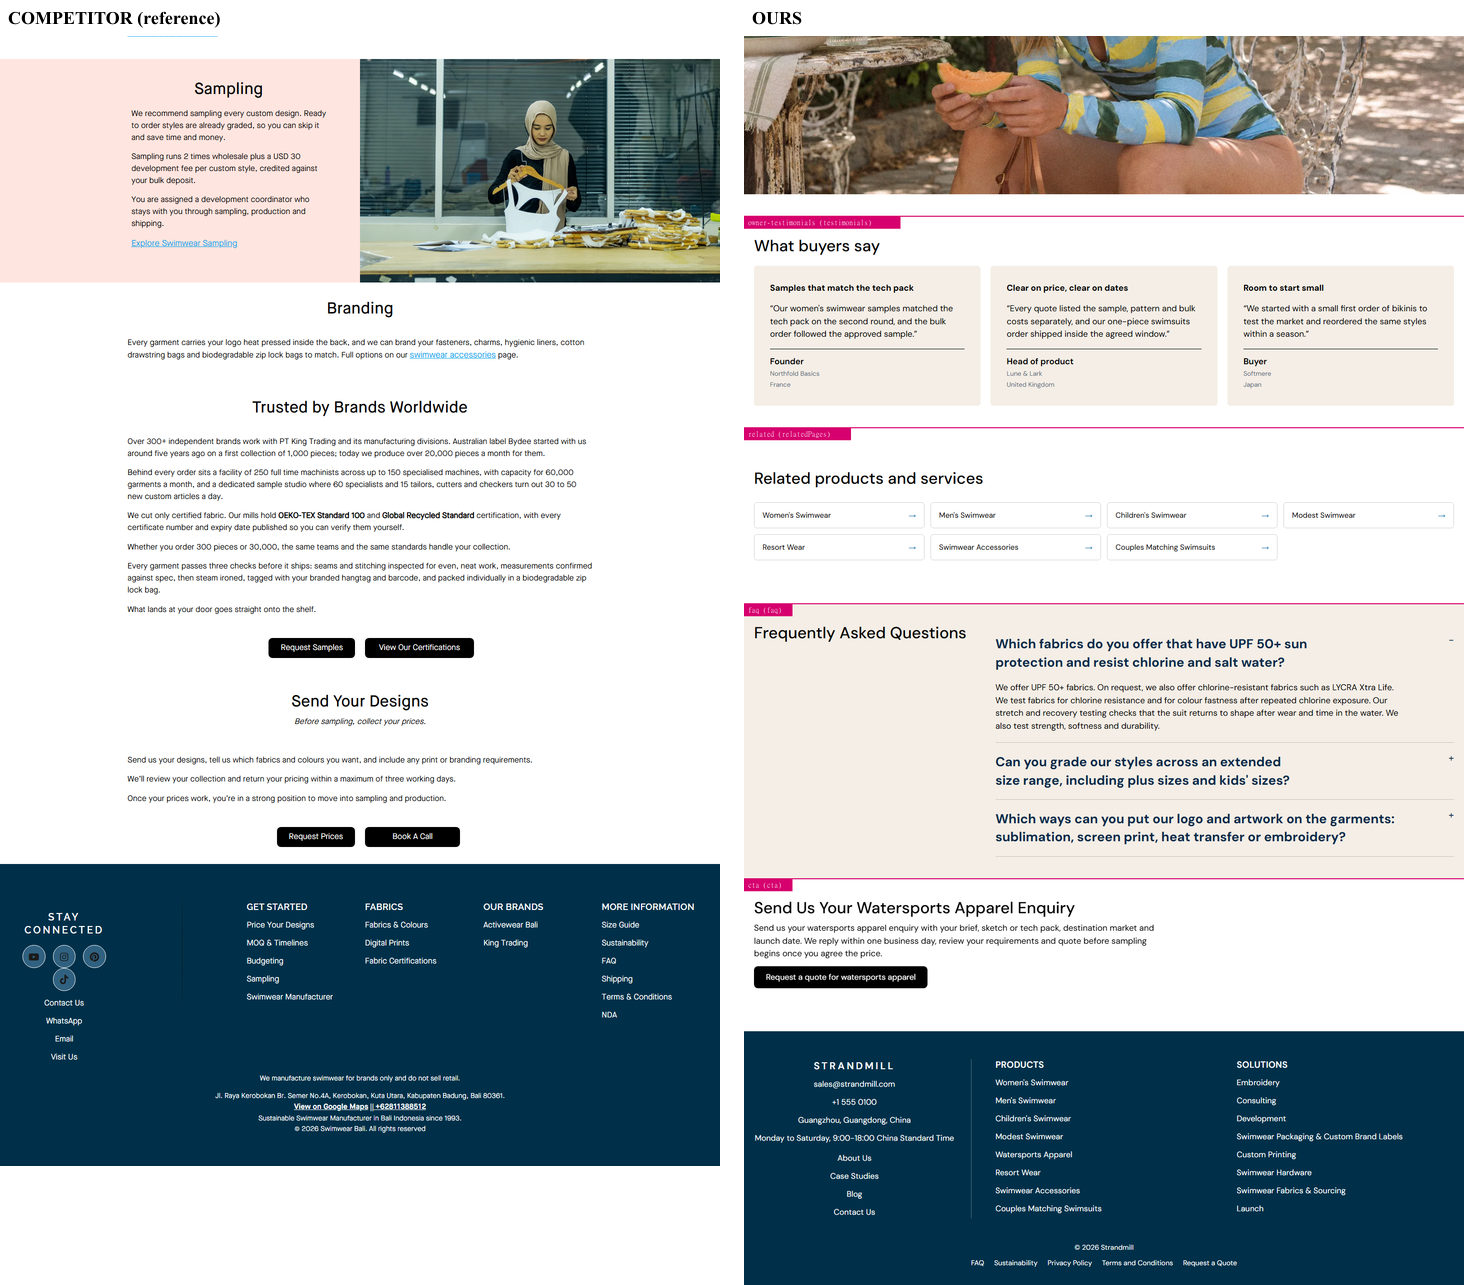 COMPETITOR (reference)
Sampling
We recommend sampling every custom design. Ready
to order styles are already graded, so you can skip it
and save time and money.
Sampling runs 2 times wholesale plus a USD 30
development fee per custom style, credited against
your bulk deposit.
You are assigned a development coordinator who
stays with you through sampling, production and
shipping.
Explore Swimwear Sampling
Branding
Every garment carries your logo heat pressed inside the back, and we can brand your fasteners, charms, hygienic liners, cotton
drawstring bags and biodegradable zip lock bags to match. Full options on our swimwear accessories page.
Trusted by Brands Worldwide
Over 300+ independent brands work with PT King Trading and its manufacturing divisions. Australian label Bydee started with us
around five years ago on a first collection of 1,000 pieces; today we produce over 20,000 pieces a month for them.
Behind every order sits a facility of 250 full time machinists across up to 150 specialised machines, with capacity for 60,000
garments a month, and a dedicated sample studio where 60 specialists and 15 tailors, cutters and checkers turn out 30 to 50
new custom articles a day.
We cut only certified fabric. Our mills hold OEKO-TEX Standard 100 and Global Recycled Standard certification, with every
certificate number and expiry date published so you can verify them yourself.
Whether you order 300 pieces or 30,000, the same teams and the same standards handle your collection.
Every garment passes three checks before it ships: seams and stitching inspected for even, neat work, measurements confirmed
against spec, then steam ironed, tagged with your branded hangtag and barcode, and packed individually in a biodegradable zip
lock bag.
What lands at your door goes straight onto the shelf.
Request Samples
View Our Certifications
Send Your Designs
Before sampling, collect your prices.
Send us your designs, tell us which fabrics and colours you want, and include any print or branding requirements.
We'll review your collection and return your pricing within a maximum of three working days.
Once your prices work, you're in a strong position to move into sampling and production.
Request Prices
Book A Call
STAY
CONNECTED
Contact Us
WhatsApp
Email
Visit Us
GET STARTED
Price Your Designs
MOQ & Timelines
Budgeting
Sampling
Swimwear Manufacturer
FABRICS
Fabrics & Colours
Digital Prints
Fabric Certifications
OUR BRANDS
Activewear Bali
King Trading
MORE INFORMATION
Size Guide
Sustainability
FAQ
Shipping
Terms & Conditions
NDA
We manufacture swimwear for brands only and do not sell retail.
Jl. Raya Kerobokan Br. Semer No.4A, Kerobokan, Kuta Utara, Kabupaten Badung, Bali 80361.
View on Google Maps || +62811388512
Sustainable Swimwear Manufacturer in Bali Indonesia since 1993.
© 2026 Swimwear Bali. All rights reserved
OURS
owner-testimonials (testimonials)
What buyers say
Samples that match the tech pack
"Our women's swimwear samples matched the
tech pack on the second round, and the bulk
order followed the approved sample."
Founder
Northfold Basics
France
Clear on price, clear on dates
"Every quote listed the sample, pattern and bulk
costs separately, and our one-piece swimsuits
order shipped inside the agreed window."
Head of product
Lune & Lark
United Kingdom
Room to start small
"We started with a small first order of bikinis to
test the market and reordered the same styles
within a season."
Buyer
Softmere
Japan
related (relatedPages)
Related products and services
Women's Swimwear →
Men's Swimwear →
Children's Swimwear →
Modest Swimwear →
Resort Wear →
Swimwear Accessories →
Couples Matching Swimsuits →
faq (faq)
Frequently Asked Questions
Which fabrics do you offer that have UPF 50+ sun
protection and resist chlorine and salt water?
−
We offer UPF 50+ fabrics. On request, we also offer chlorine-resistant fabrics such as LYCRA Xtra Life.
We test fabrics for chlorine resistance and for colour fastness after repeated chlorine exposure. Our
stretch and recovery testing checks that the suit returns to shape after wear and time in the water. We
also test strength, softness and durability.
Can you grade our styles across an extended
size range, including plus sizes and kids' sizes?
+
Which ways can you put our logo and artwork on the garments:
sublimation, screen print, heat transfer or embroidery?
+
cta (cta)
Send Us Your Watersports Apparel Enquiry
Send us your watersports apparel enquiry with your brief, sketch or tech pack, destination market and
launch date. We reply within one business day, review your requirements and quote before sampling
begins once you agree the price.
Request a quote for watersports apparel
STRANDMILL
sales@strandmill.com
+1 555 0100
Guangzhou, Guangdong, China
Monday to Saturday, 9:00-18:00 China Standard Time
About Us
Case Studies
Blog
Contact Us
PRODUCTS
Women's Swimwear
Men's Swimwear
Children's Swimwear
Modest Swimwear
Watersports Apparel
Resort Wear
Swimwear Accessories
Couples Matching Swimsuits
SOLUTIONS
Embroidery
Consulting
Development
Swimwear Packaging & Custom Brand Labels
Custom Printing
Swimwear Hardware
Swimwear Fabrics & Sourcing
Launch
© 2026 Strandmill
FAQ Sustainability Privacy Policy Terms and Conditions Request a Quote